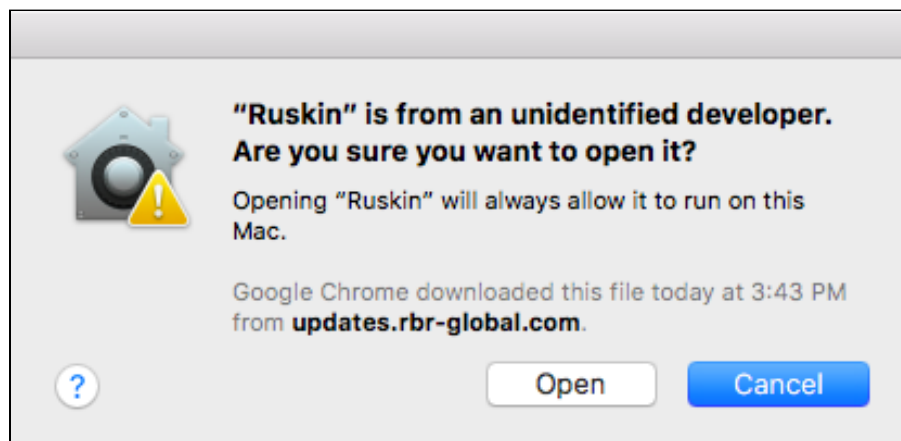 “Ruskin” is from an unidentified developer.
Are you sure you want to open it?
Opening “Ruskin” will always allow it to run on this
Mac.
Google Chrome downloaded this file today at 3:43 PM
from updates.rbr-global.com.
?
Open
Cancel